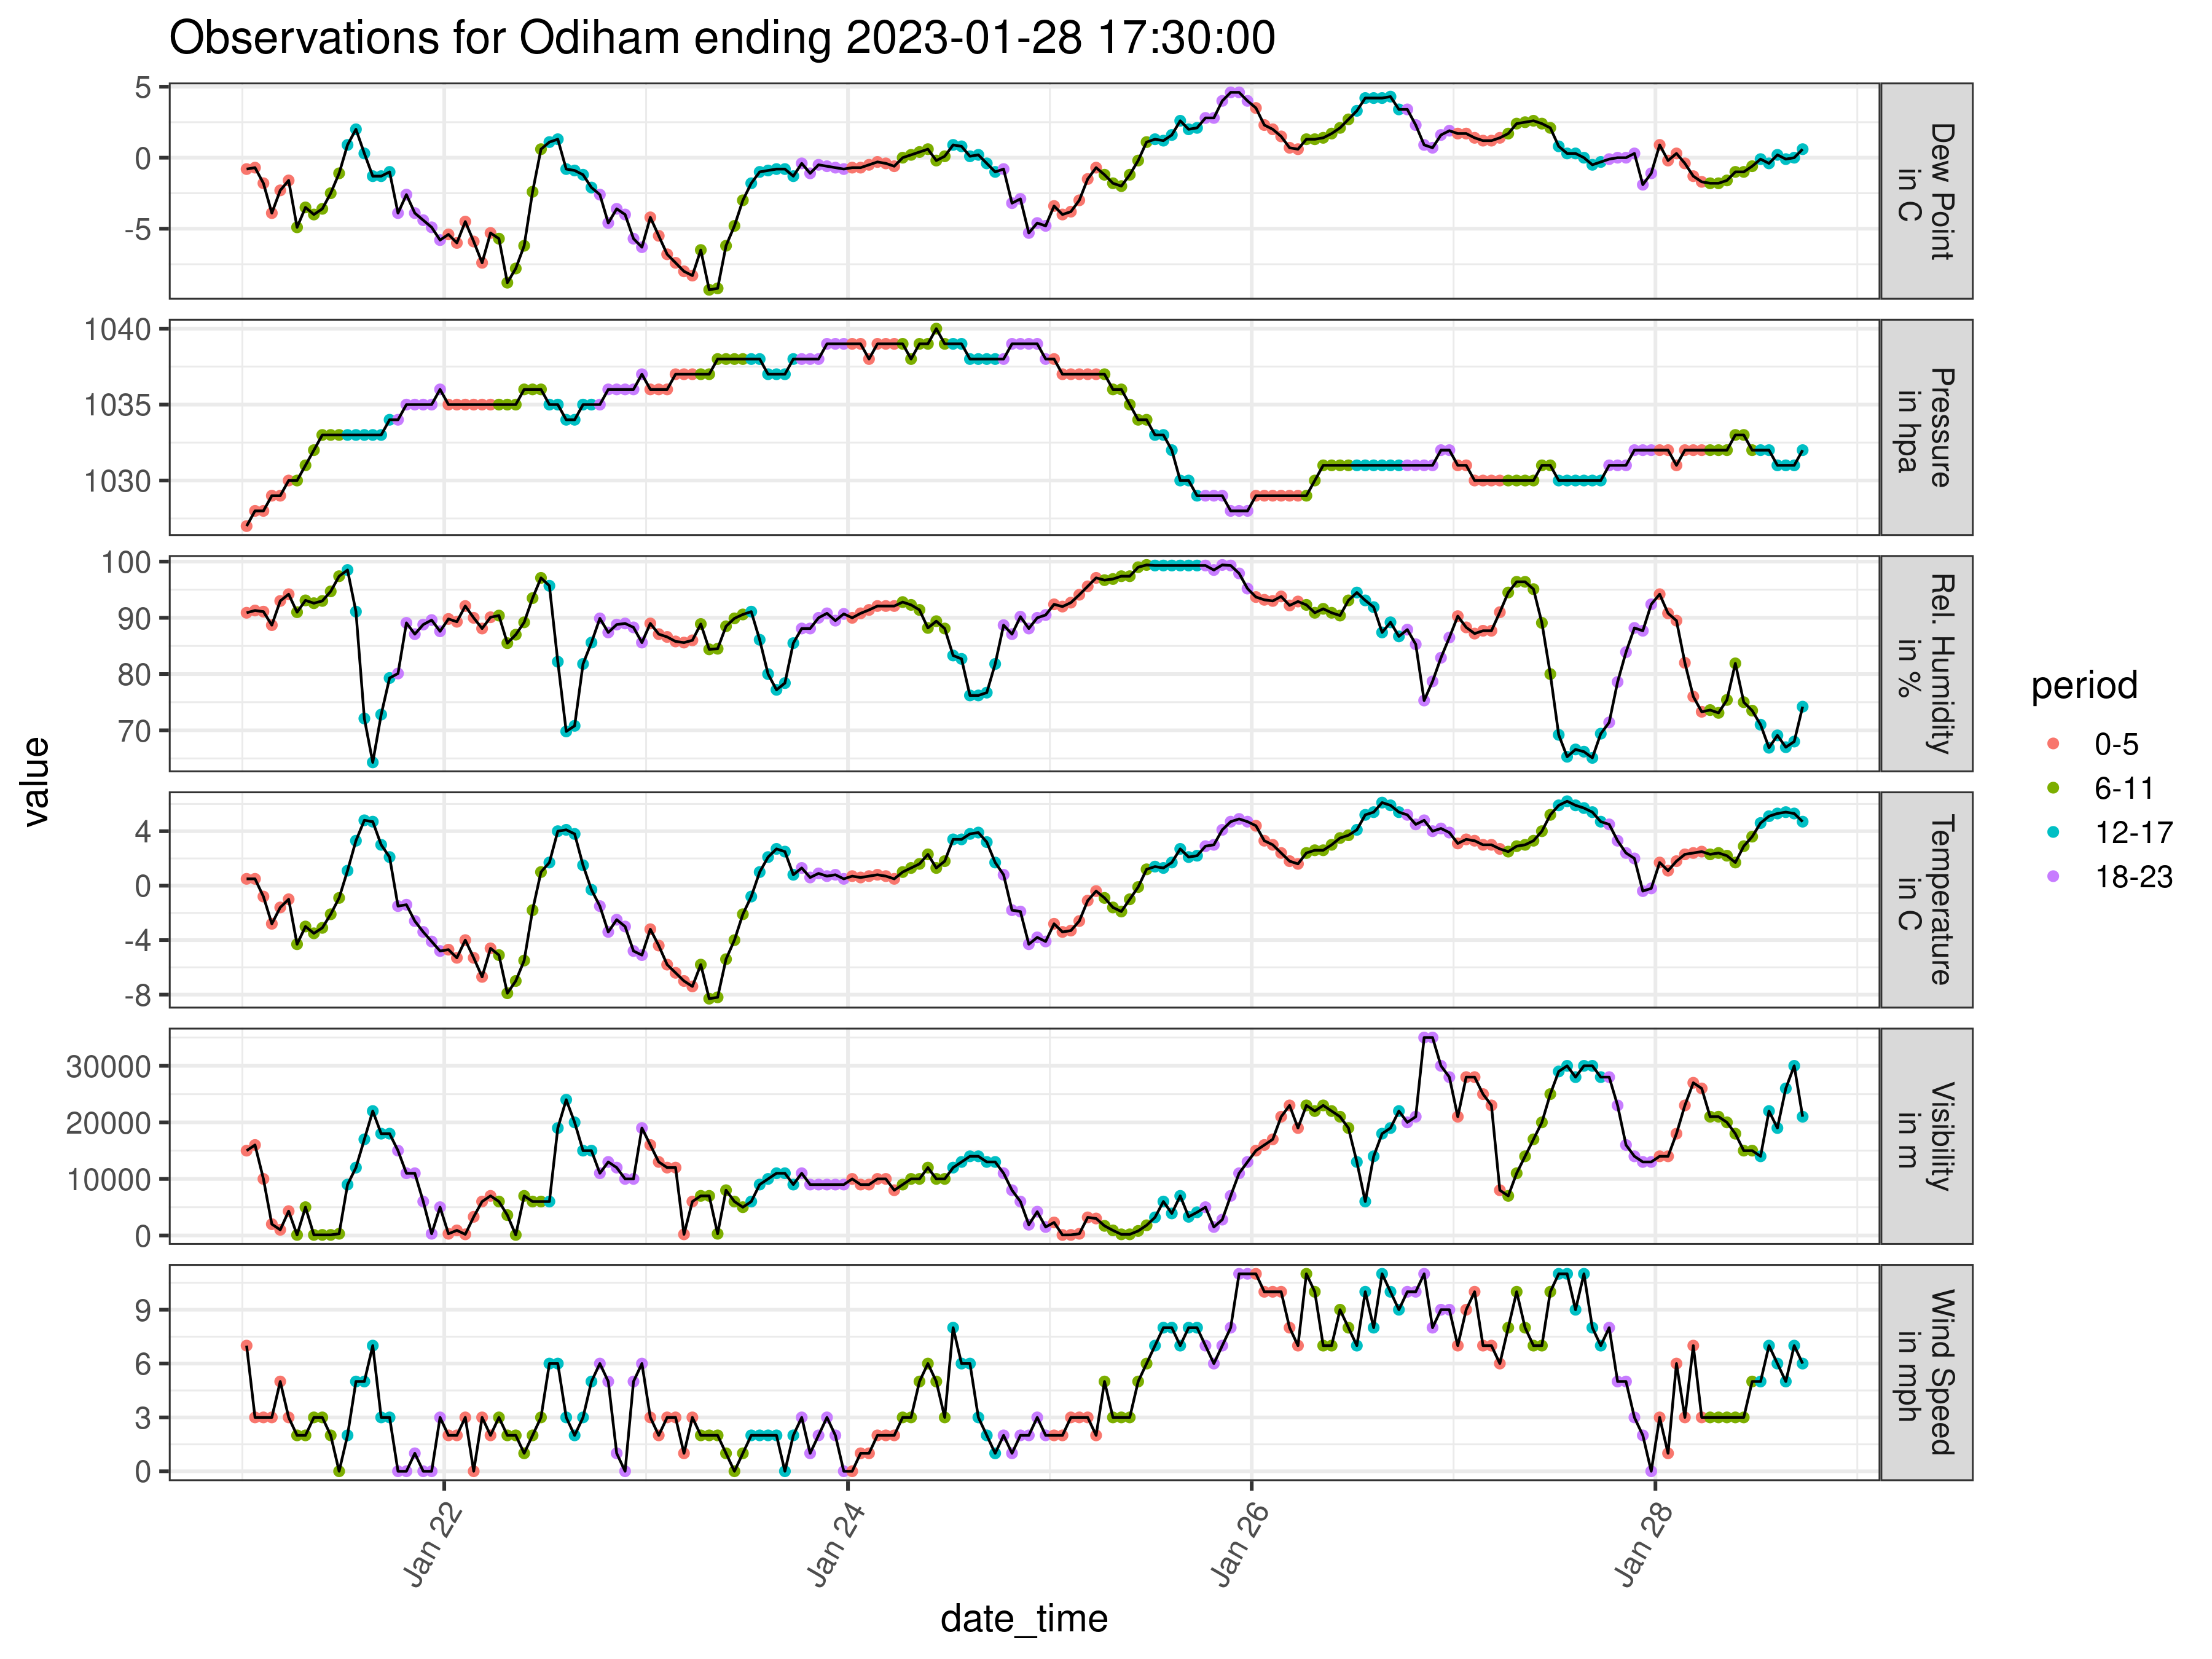 Observations for Odiham ending 2023-01-28 17:30:00
value
5
0
-5
Dew Point
in C
1040
1035
1030
Pressure
in hpa
100
90
80
70
Rel. Humidity
in %
4
0
-4
-8
Temperature
in C
30000
20000
10000
0
Visibility
in m
9
6
3
0
Wind Speed
in mph
Jan 22
Jan 24
Jan 26
Jan 28
date_time
period
0-5
6-11
12-17
18-23